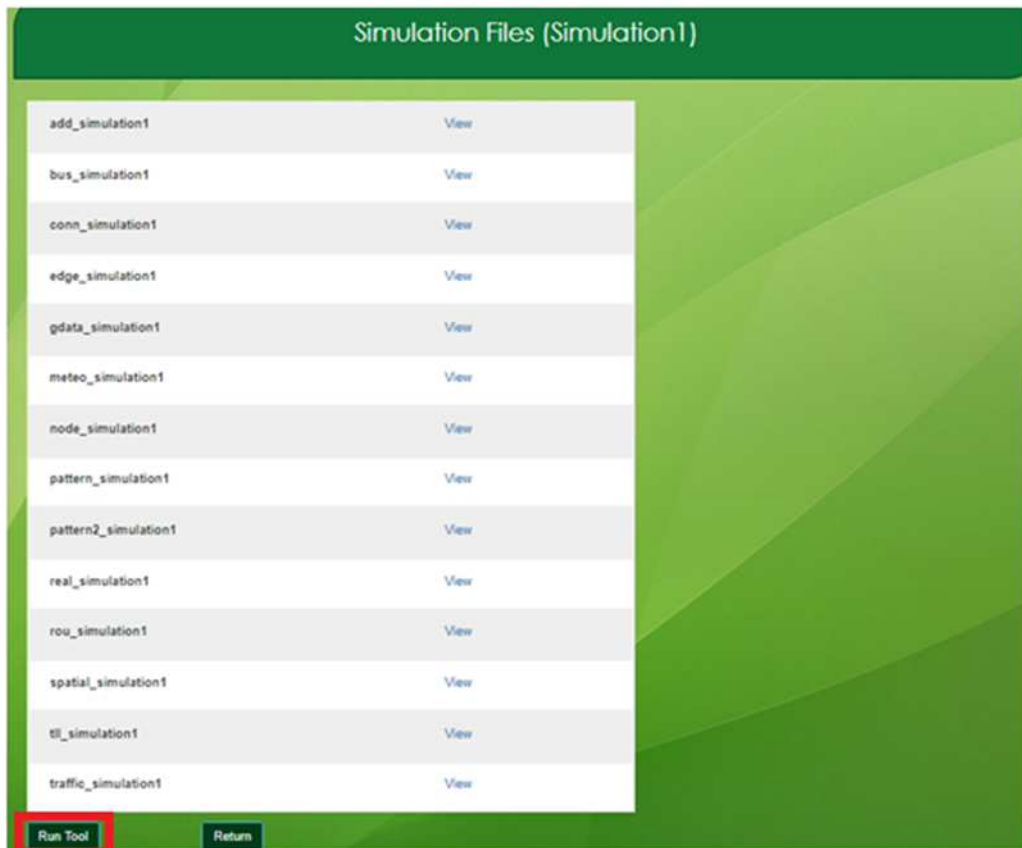 Simulation Files (Simulation1)
add_simulation1 View
bus_simulation1 View
conn_simulation1 View
edge_simulation1 View
gdata_simulation1 View
meteo_simulation1 View
node_simulation1 View
pattern_simulation1 View
pattern2_simulation1 View
real_simulation1 View
rou_simulation1 View
spatial_simulation1 View
tll_simulation1 View
traffic_simulation1 View
Run Tool Return